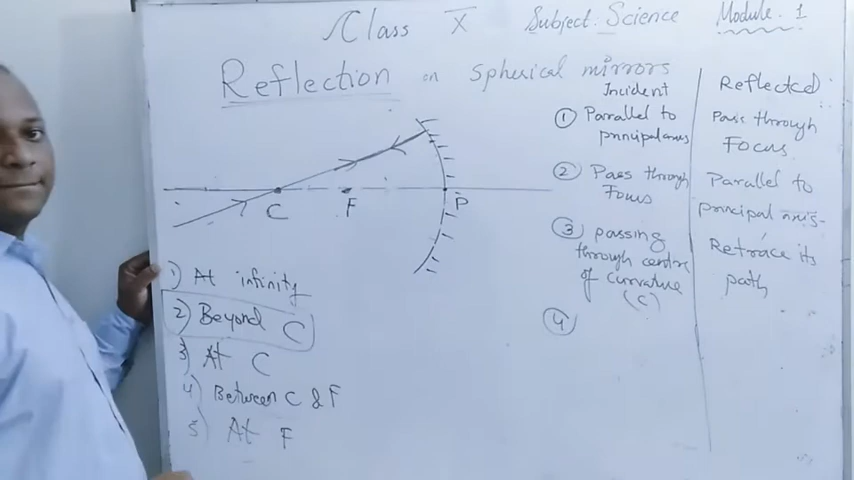 Class X Subject. Science Module. 1
Reflection on Spherical mirrors
Incident
Reflected
① Parallel to
principal axis
Pass through
Focus
② Pass through
Focus
Parallel to
principal axis
③ passing
through centre
of curvature
(C)
Retrace its
path
④
C F P
1) At infinity
2) Beyond C
3) At C
4) Between C & F
5) At F